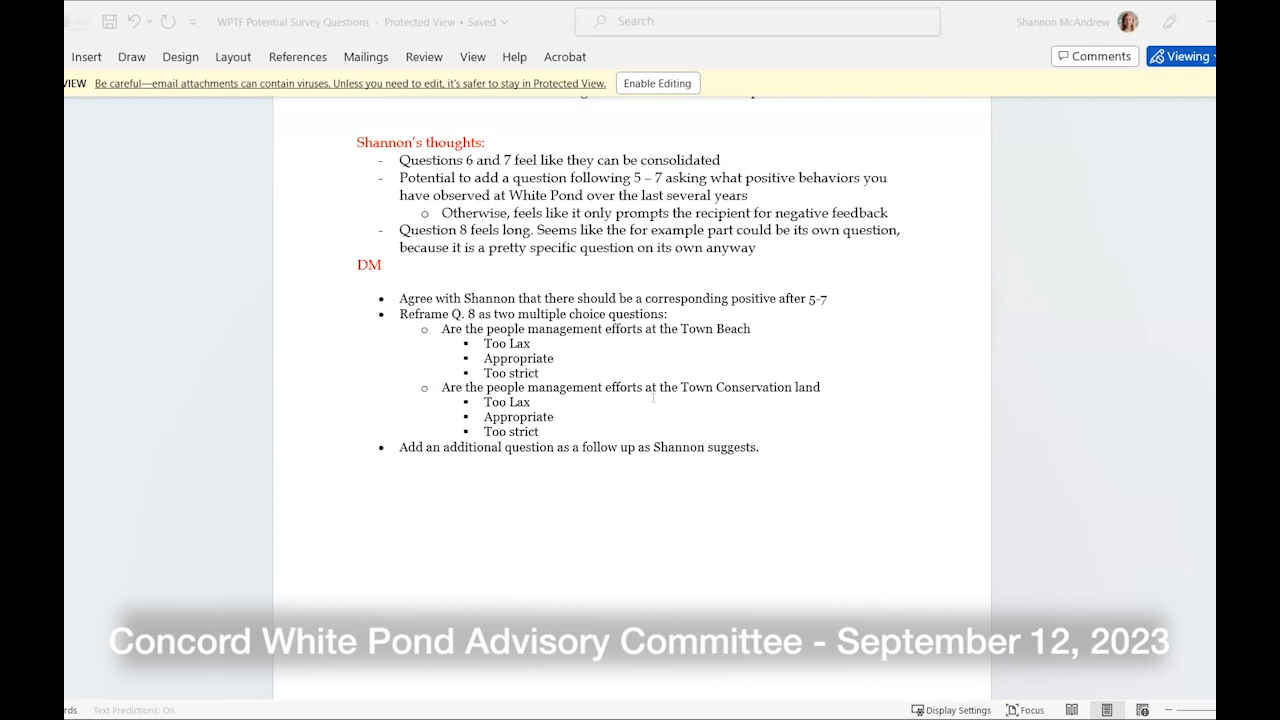 WPTF Potential Survey Questions • Protected View • Saved
Search
Shannon McAndrew
Insert Draw Design Layout References Mailings Review View Help Acrobat
Comments
Viewing
VIEW Be careful—email attachments can contain viruses. Unless you need to edit, it's safer to stay in Protected View. Enable Editing
Shannon's thoughts:
- Questions 6 and 7 feel like they can be consolidated
- Potential to add a question following 5 – 7 asking what positive behaviors you
have observed at White Pond over the last several years
o Otherwise, feels like it only prompts the recipient for negative feedback
- Question 8 feels long. Seems like the for example part could be its own question,
because it is a pretty specific question on its own anyway
DM
• Agree with Shannon that there should be a corresponding positive after 5-7
• Reframe Q. 8 as two multiple choice questions:
o Are the people management efforts at the Town Beach
▪ Too Lax
▪ Appropriate
▪ Too strict
o Are the people management efforts at the Town Conservation land
▪ Too Lax
▪ Appropriate
▪ Too strict
• Add an additional question as a follow up as Shannon suggests.
Concord White Pond Advisory Committee - September 12, 2023
rds Text Predictions: On
Display Settings Focus